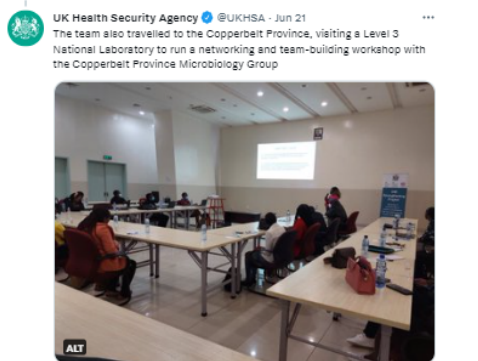 UK Health Security Agency @UKHSA · Jun 21
The team also travelled to the Copperbelt Province, visiting a Level 3
National Laboratory to run a networking and team-building workshop with
the Copperbelt Province Microbiology Group
ALT